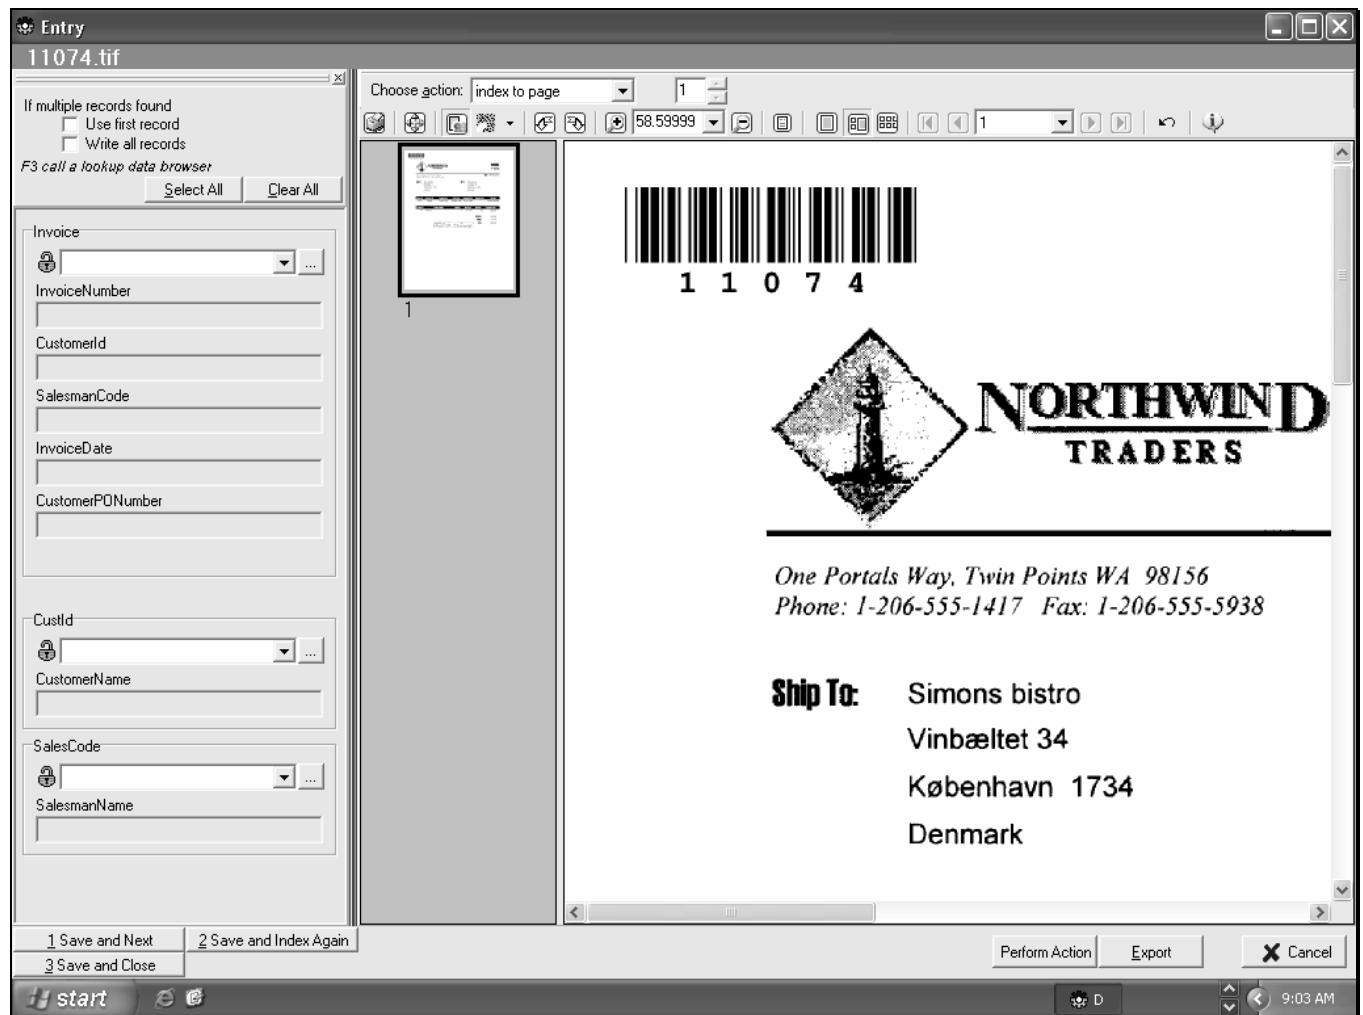 Entry
11074.tif
If multiple records found
Use first record
Write all records
F3 call a lookup data browser
Select All Clear All
Invoice
...
InvoiceNumber
CustomerId
SalesmanCode
InvoiceDate
CustomerPONumber
CustId
...
CustomerName
SalesCode
...
SalesmanName
1 Save and Next 2 Save and Index Again
3 Save and Close
Choose action: index to page 1
58.59999 1
1
1 1 0 7 4
NORTHWIND
TRADERS
One Portals Way, Twin Points WA 98156
Phone: 1-206-555-1417 Fax: 1-206-555-5938
Ship To: Simons bistro
Vinbæltet 34
København 1734
Denmark
Perform Action Export Cancel
start D 9:03 AM